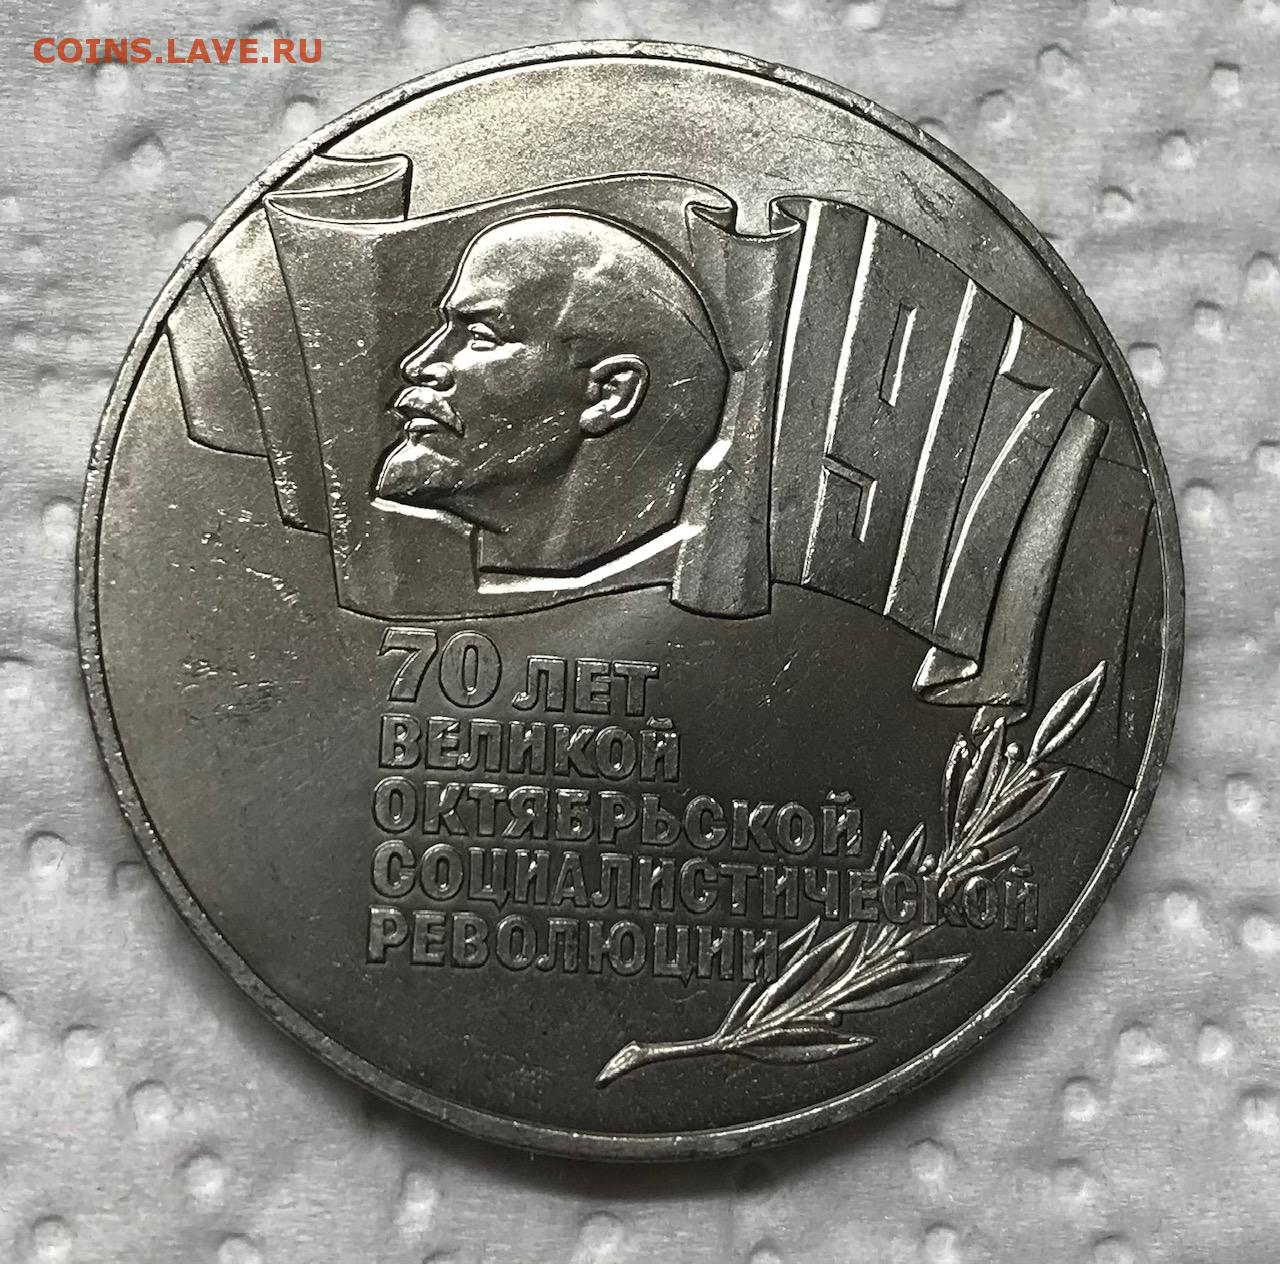 COINS.LAVE.RU
1917
70 ЛЕТ
ВЕЛИКОЙ
ОКТЯБРЬСКОЙ
СОЦИАЛИСТИЧЕСКОЙ
РЕВОЛЮЦИИ